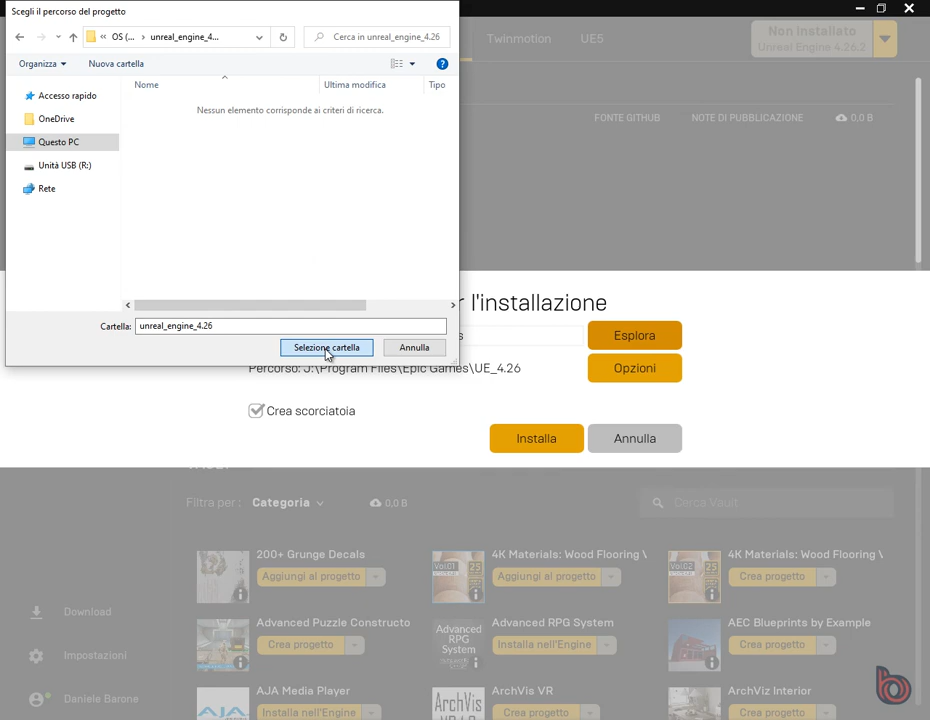 Scegli il percorso del progetto
« OS (... > unreal_engine_4... Cerca in unreal_engine_4.26
Organizza Nuova cartella
Nome Ultima modifica Tipo
Nessun elemento corrisponde ai criteri di ricerca.
Accesso rapido
OneDrive
Questo PC
Unità USB (R:)
Rete
Cartella: unreal_engine_4.26
Selezione cartella Annulla
Twinmotion UE5
Non installato
Unreal Engine 4.26.2
FONTE GITHUB NOTE DI PUBBLICAZIONE 0,0 B
r l'installazione
s Esplora
Percorso: J:\Program Files\Epic Games\UE_4.26 Opzioni
Crea scorciatoia
Installa Annulla
Filtra per : Categoria 0,0 B Cerca Vault
200+ Grunge Decals
Aggiungi al progetto
4K Materials: Wood Flooring \
Aggiungi al progetto
4K Materials: Wood Flooring \
Crea progetto
Advanced Puzzle Constructo
Crea progetto
Advanced RPG System
Advanced RPG System
Installa nell'Engine
AEC Blueprints by Example
Crea progetto
AJA Media Player
AJA
Installa nell'Engine
ArchVis VR
ArchVis
Crea progetto
ArchViz Interior
Crea progetto
Download
Impostazioni
Daniele Barone